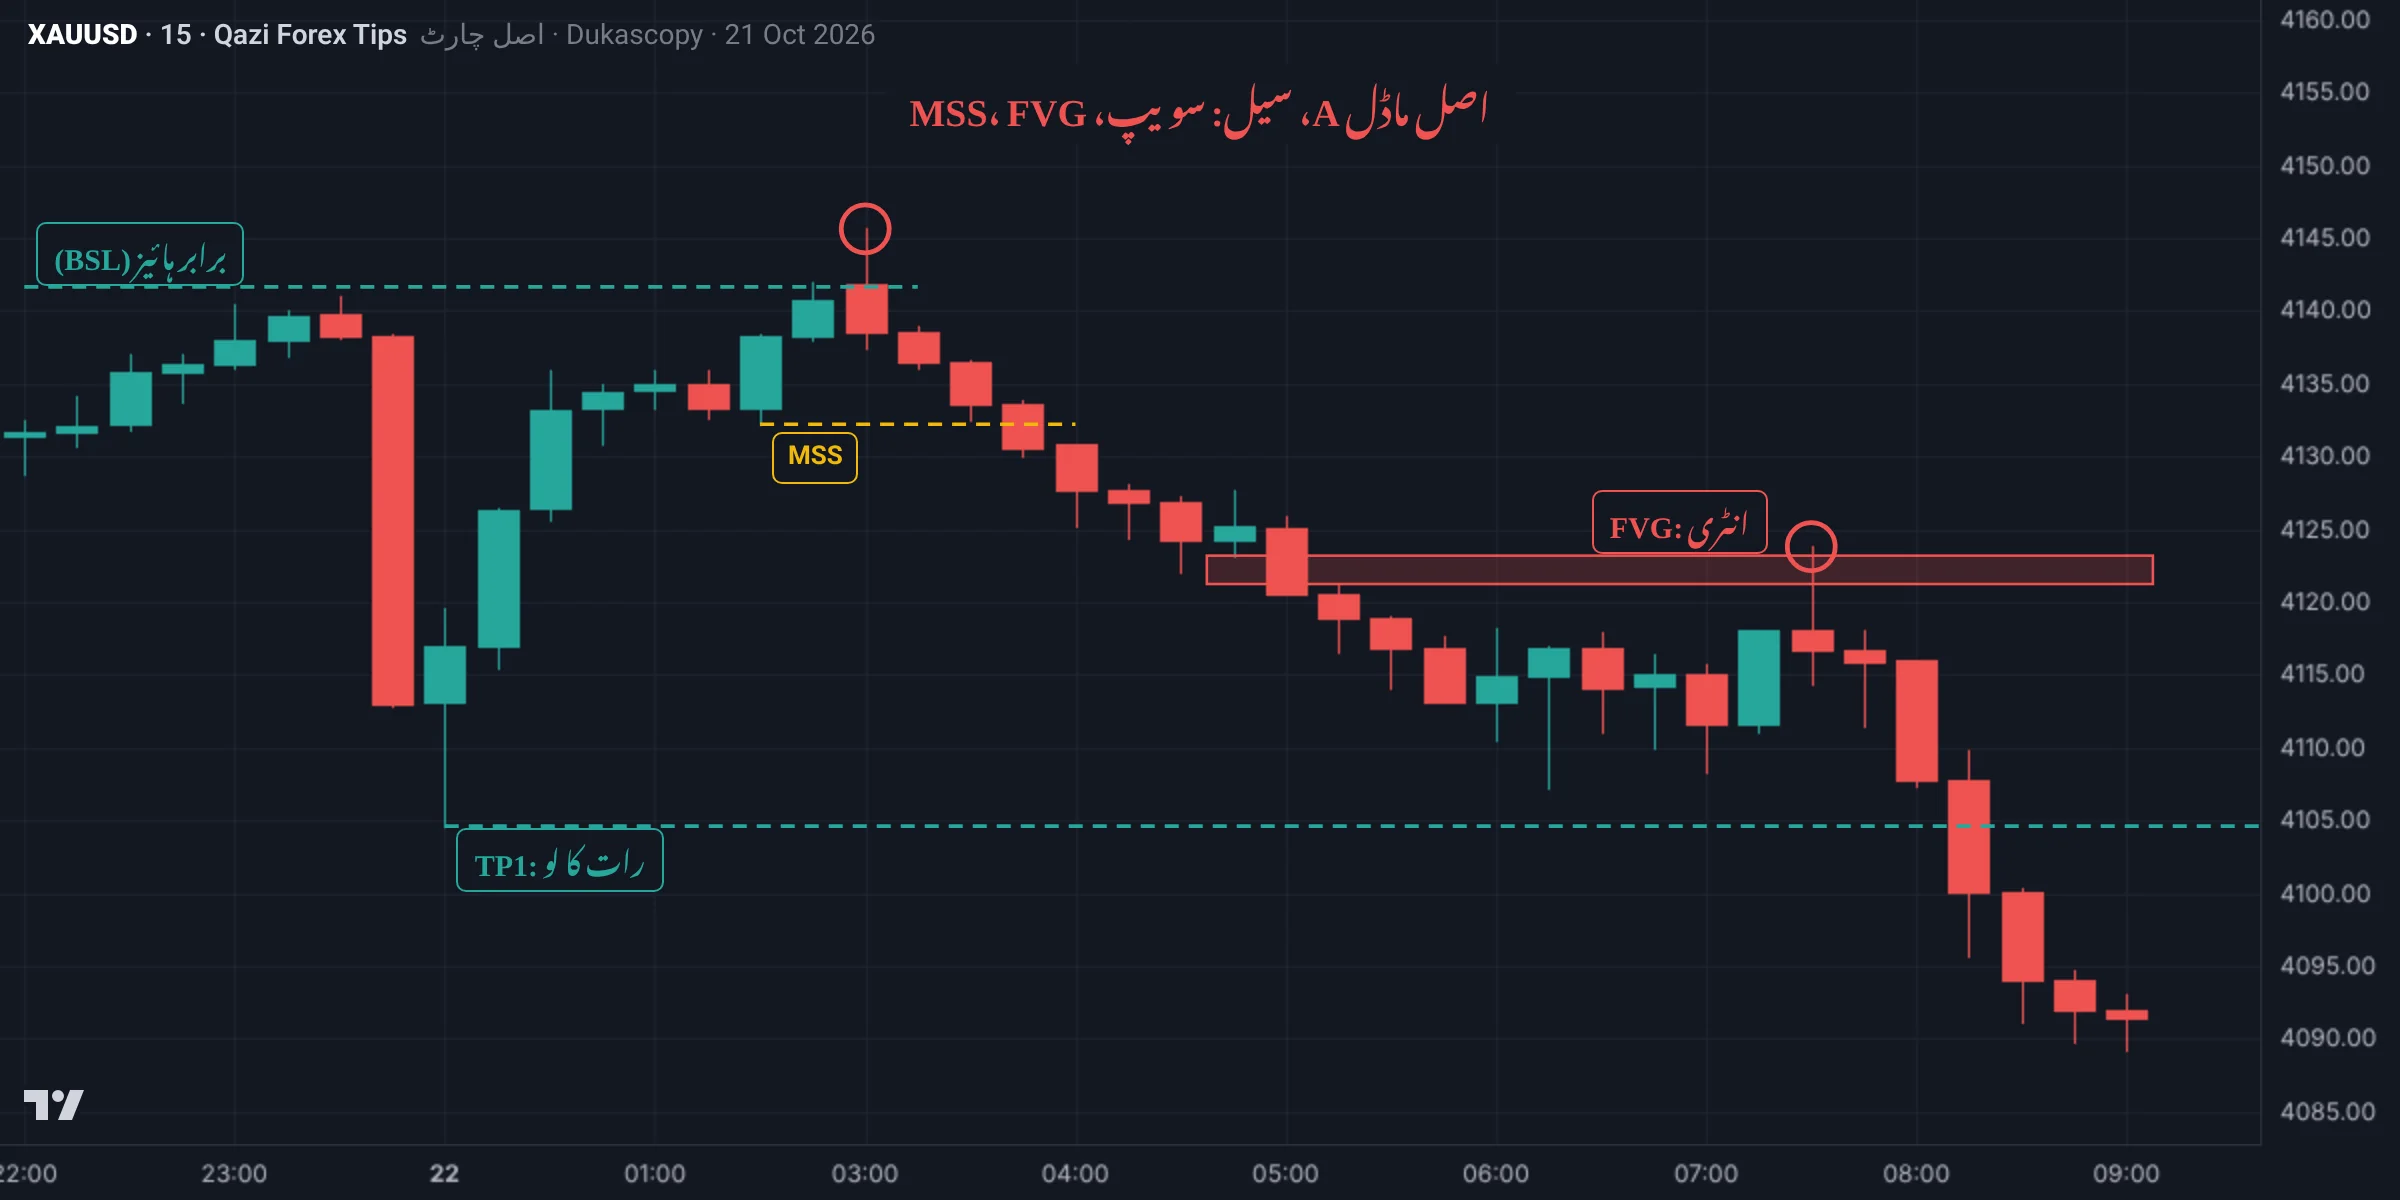 XAUUSD · 15 · Qazi Forex Tips اصل چارٹ · Dukascopy · 21 Oct 2026
اصل ماڈل A، سیل: سویپ، MSS، FVG
برابر ہائیز (BSL)
MSS
FVG: انٹری
TP1: رات کا لو
4160.00
4155.00
4150.00
4145.00
4140.00
4135.00
4130.00
4125.00
4120.00
4115.00
4110.00
4105.00
4100.00
4095.00
4090.00
4085.00
22:00 23:00 22 01:00 03:00 04:00 05:00 06:00 07:00 08:00 09:00